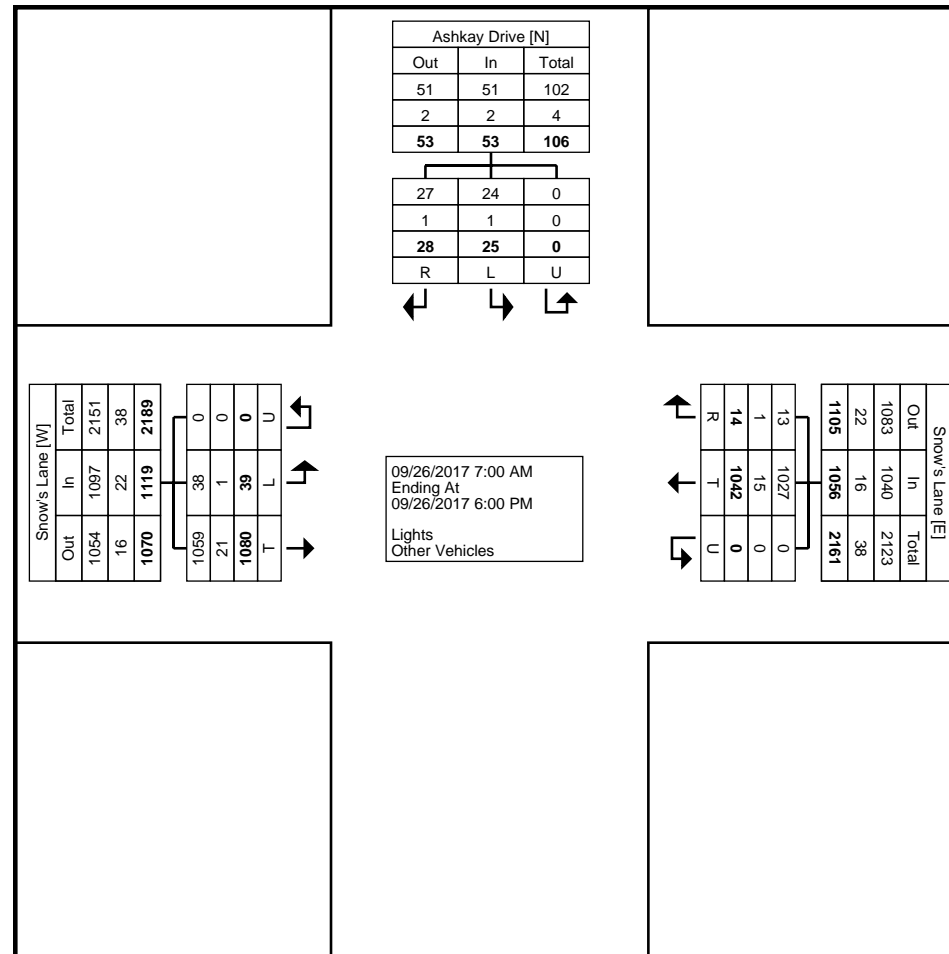 Ashkay Drive [N]
Out In Total
51 51 102
2 2 4
53 53 106
27 24 0
1 1 0
28 25 0
R L U
Snow's Lane [W]
Total In Out
2151 1097 1054
38 22 16
2189 1119 1070
0 38 1059
0 1 21
0 39 1080
U L T
09/26/2017 7:00 AM
Ending At
09/26/2017 6:00 PM
Lights
Other Vehicles
Snow's Lane [E]
Out In Total
1083 1040 2123
22 16 38
1105 1056 2161
13 1027 0
1 15 0
14 1042 0
R T U